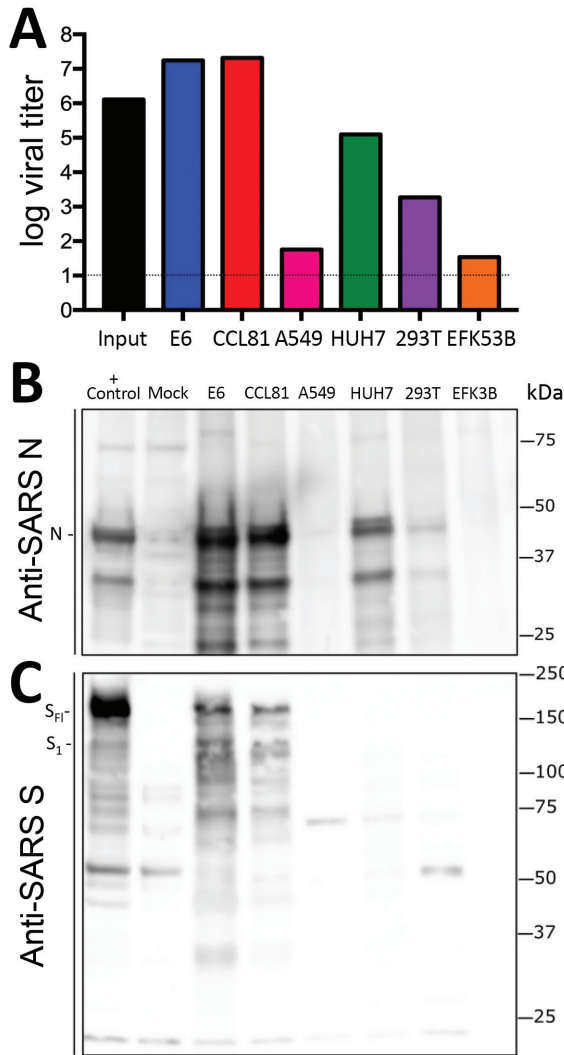 A
log viral titer
8
7
6
5
4
3
2
1
0
Input E6 CCL81 A549 HUH7 293T EFK53B
B
+
Control Mock E6 CCL81 A549 HUH7 293T EFK3B kDa
Anti-SARS N
N -
—75
—50
—37
—25
C
Anti-SARS S
SFl-
S1 -
—250
—150
—100
—75
—50
—37
—25